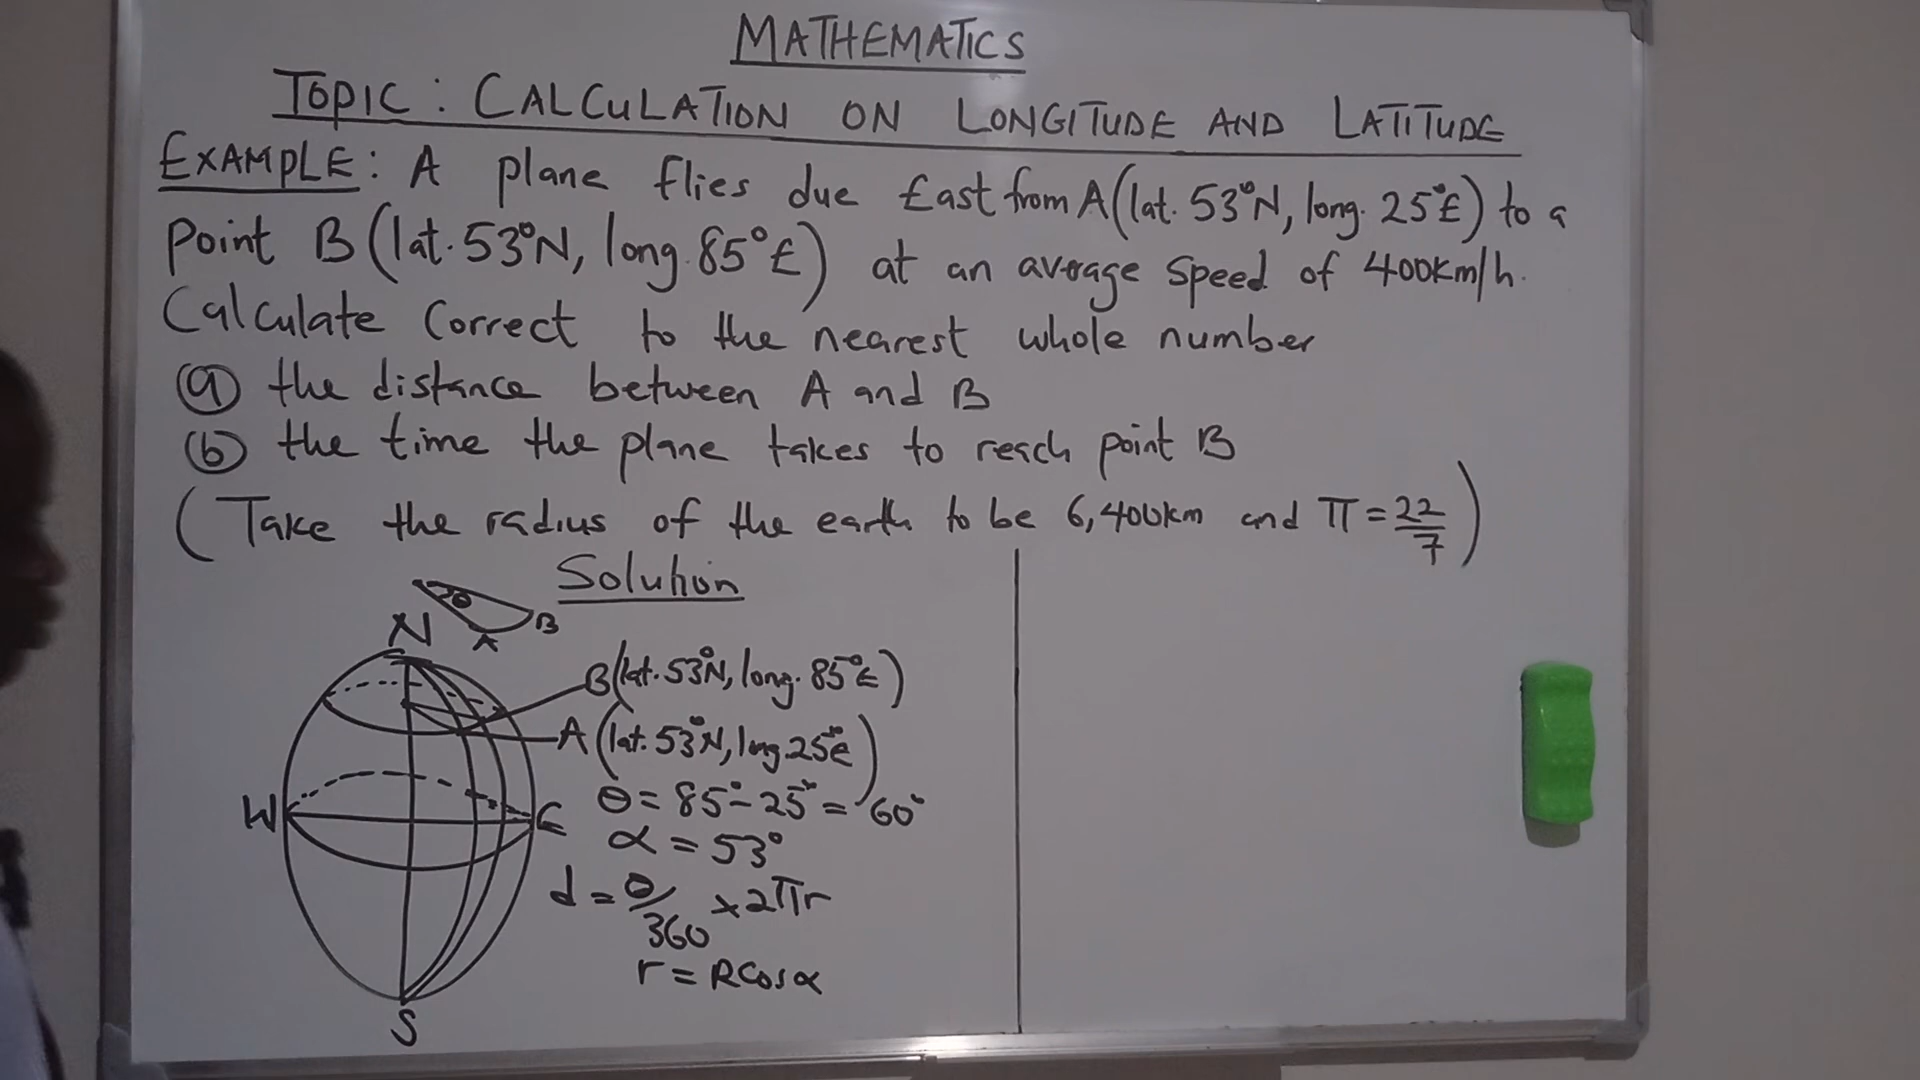 MATHEMATICS
TOPIC: CALCULATION ON LONGITUDE AND LATITUDE
EXAMPLE: A plane flies due East from A(lat. 53°N, long. 25°E) to a
Point B (lat. 53°N, long. 85°E) at an average speed of 400km/h.
Calculate Correct to the nearest whole number
(a) the distance between A and B
(b) the time the plane takes to reach point B
(Take the radius of the earth to be 6,400km and π = 22/7)
Solution
θ
A B
N
B(lat. 53°N, long. 85°E)
A (lat. 53°N, long 25°E)
W E
θ = 85° - 25° = 60°
α = 53°
d = θ/360 × 2πr
r = RCosα
S